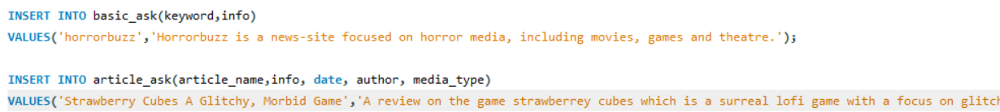 INSERT INTO basic_ask(keyword,info)
VALUES('horrorbuzz','Horrorbuzz is a news-site focused on horror media, including movies, games and theatre.');
INSERT INTO article_ask(article_name,info, date, author, media_type)
VALUES('Strawberry Cubes A Glitchy, Morbid Game','A review on the game strawberrey cubes which is a surreal lofi game with a focus on glitc